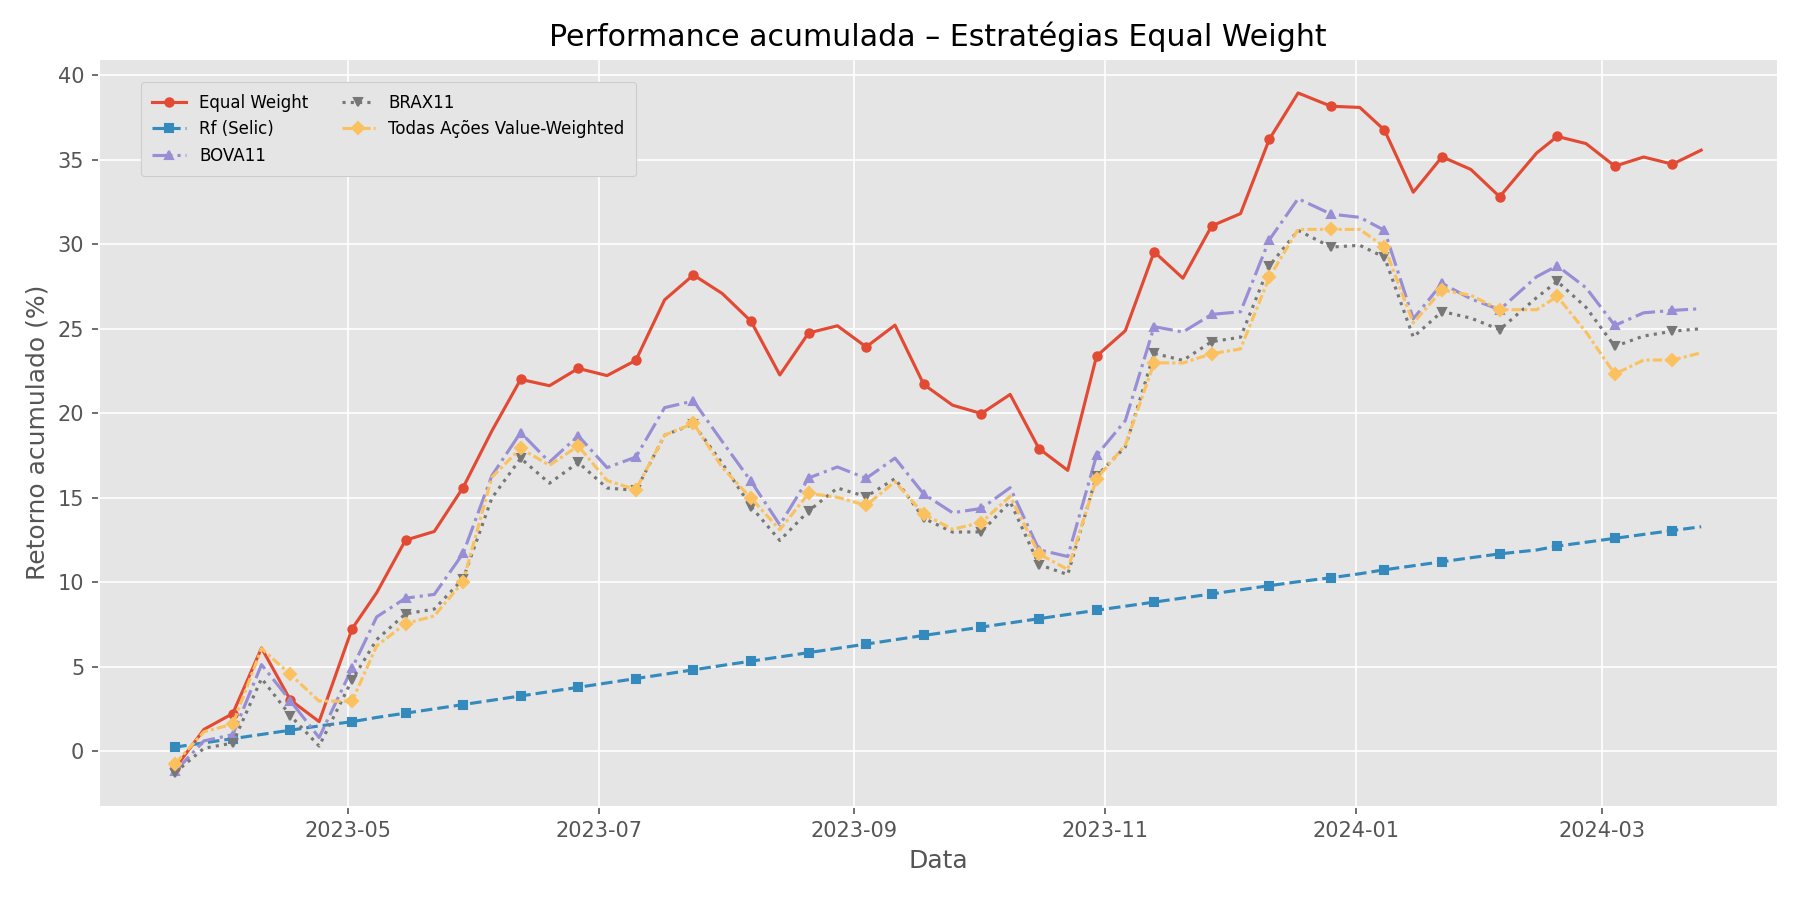 Performance acumulada – Estratégias Equal Weight
Equal Weight
Rf (Selic)
BOVA11
BRAX11
Todas Ações Value-Weighted
Retorno acumulado (%)
40
35
30
25
20
15
10
5
0
2023-05
2023-07
2023-09
2023-11
2024-01
2024-03
Data